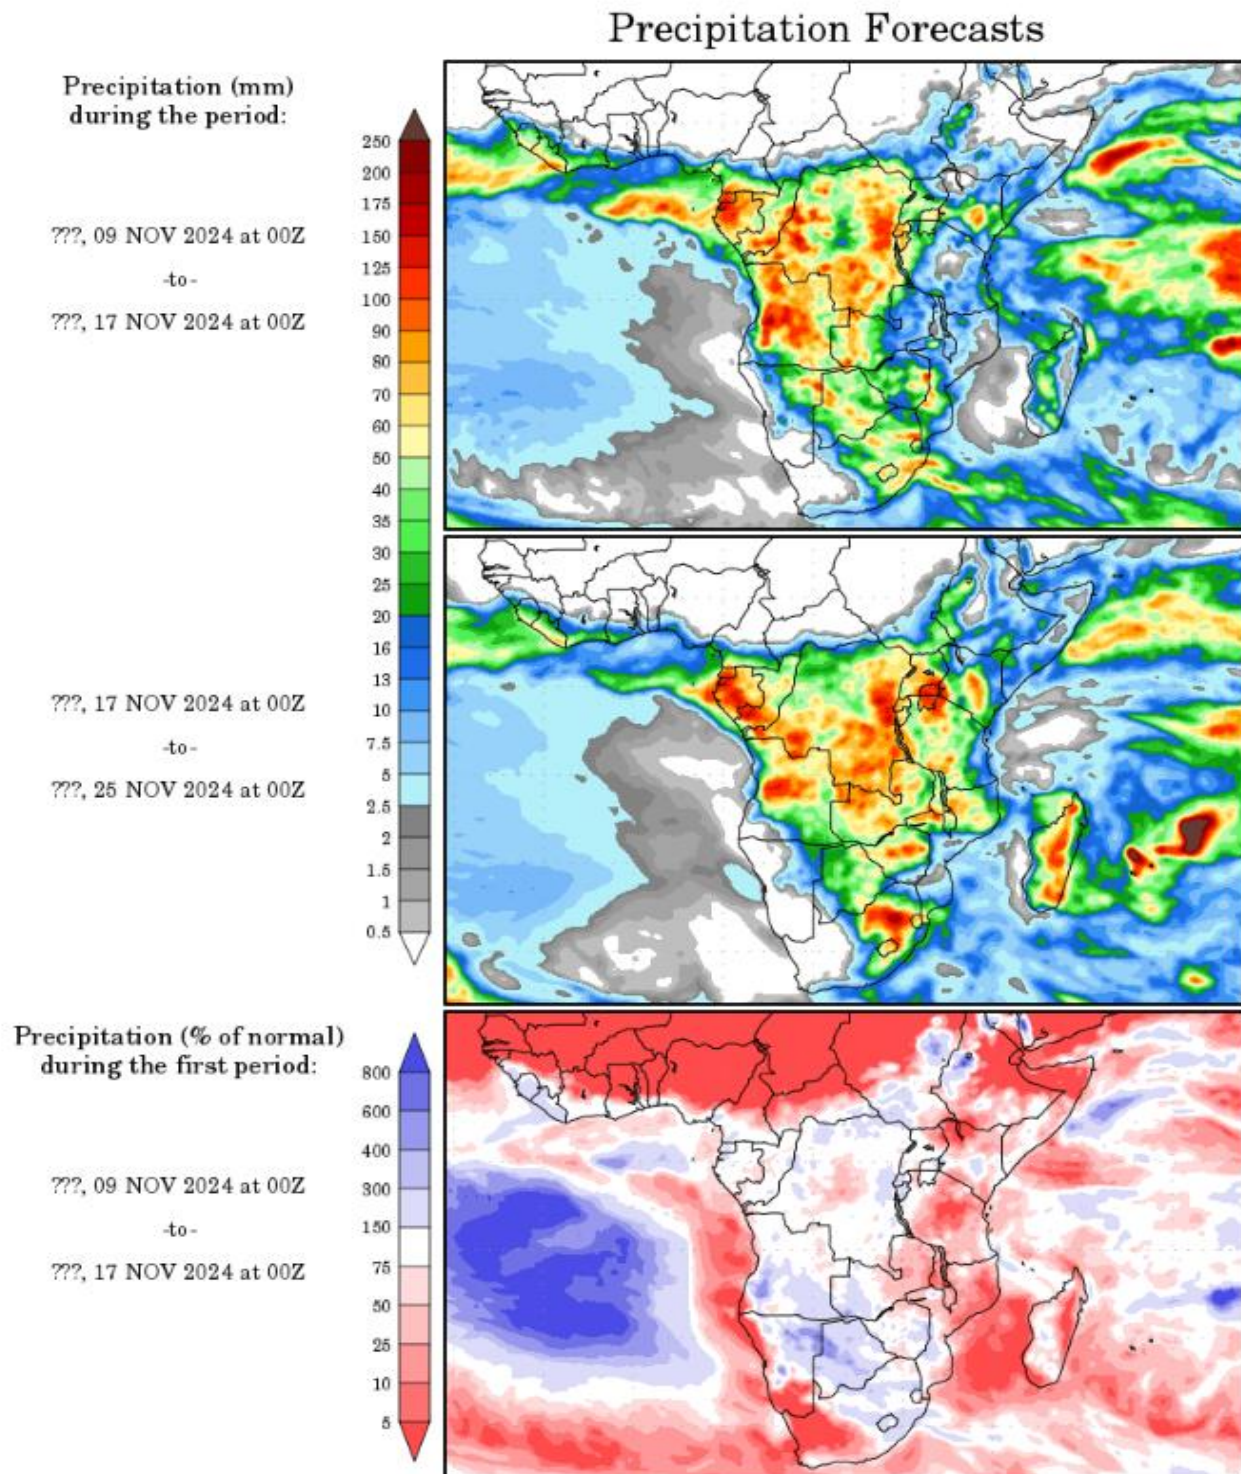 Precipitation Forecasts
Precipitation (mm)
during the period:
???, 09 NOV 2024 at 00Z
-to-
???, 17 NOV 2024 at 00Z
250
200
175
150
125
100
90
80
70
60
50
40
35
30
25
20
16
13
10
7.5
5
2.5
2
1.5
1
0.5
???, 17 NOV 2024 at 00Z
-to-
???, 25 NOV 2024 at 00Z
Precipitation (% of normal)
during the first period:
???, 09 NOV 2024 at 00Z
-to-
???, 17 NOV 2024 at 00Z
800
600
400
300
150
75
50
25
10
5